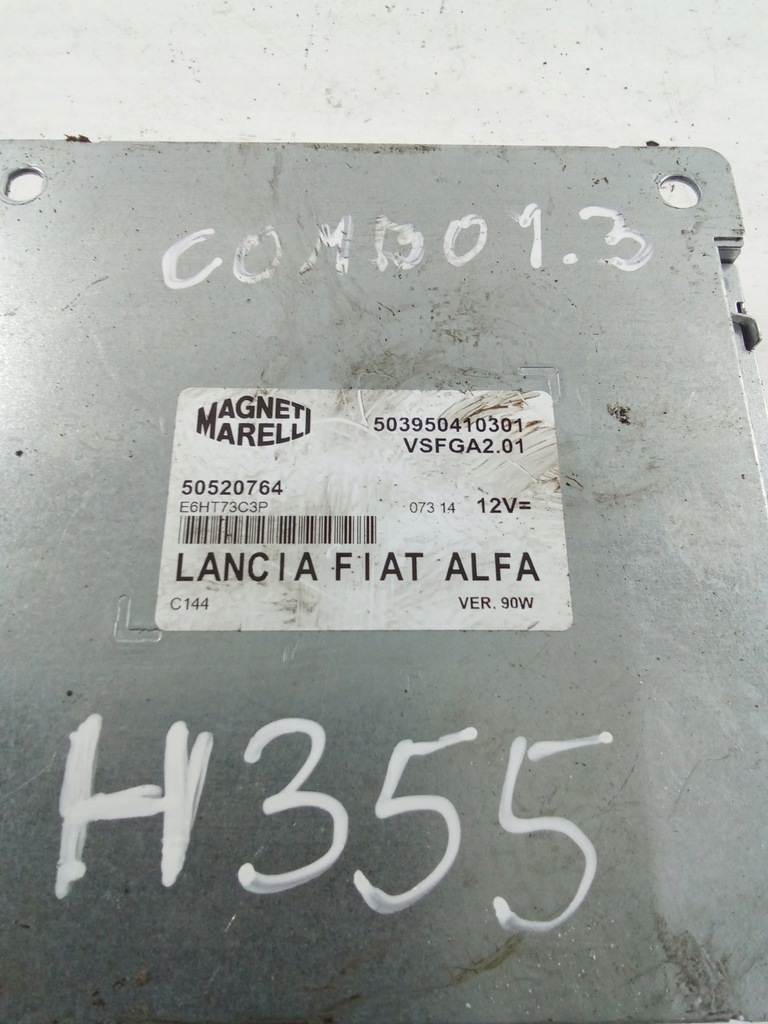 COMBO 1.3
MAGNETI
MARELLI
503950410301
VSFGA2.01
50520764
E6HT73C3P
073 14 12V=
LANCIA FIAT ALFA
C144 VER. 90W
H355